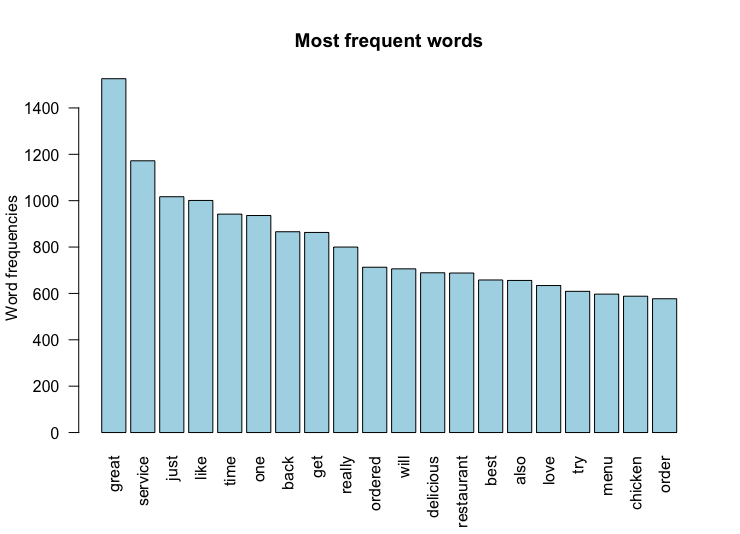 Most frequent words
Word frequencies
1400
1200
1000
800
600
400
200
0
great
service
just
like
time
one
back
get
really
ordered
will
delicious
restaurant
best
also
love
try
menu
chicken
order